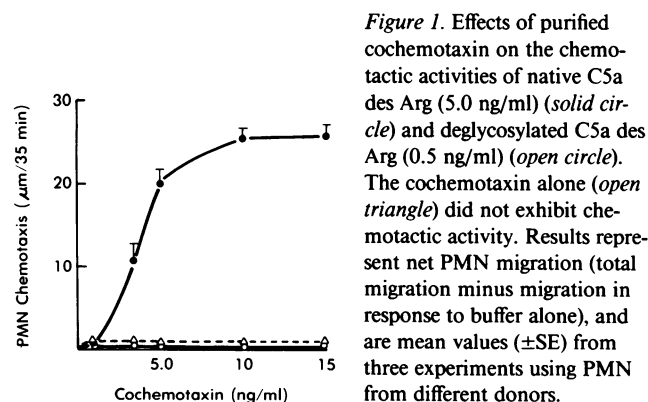 Figure 1. Effects of purified
cochemotaxin on the chemo-
tactic activities of native C5a
des Arg (5.0 ng/ml) (solid cir-
cle) and deglycosylated C5a des
Arg (0.5 ng/ml) (open circle).
The cochemotaxin alone (open
triangle) did not exhibit che-
motactic activity. Results repre-
sent net PMN migration (total
migration minus migration in
response to buffer alone), and
are mean values (±SE) from
three experiments using PMN
from different donors.
PMN Chemotaxis (μm/35 min)
30
20
10
5.0 10 15
Cochemotaxin (ng/ml)